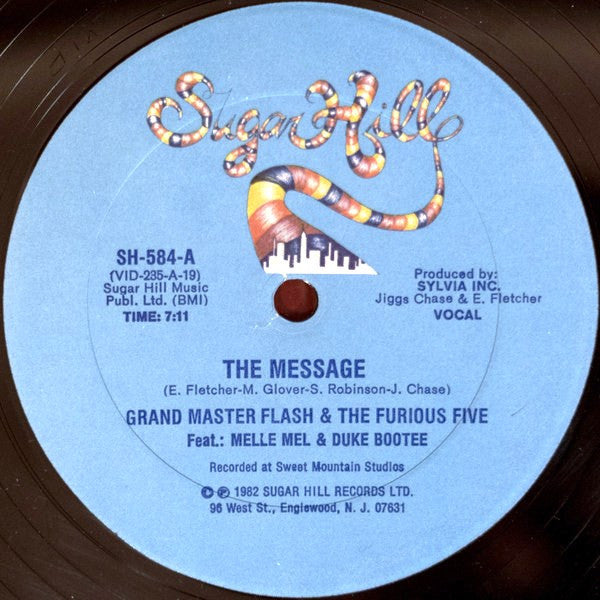 Sugar Hill
SH-584-A
(VID-235-A-19)
Sugar Hill Music
Publ. Ltd. (BMI)
TIME: 7:11
Produced by:
SYLVIA INC.
Jiggs Chase & E. Fletcher
VOCAL
THE MESSAGE
(E. Fletcher-M. Glover-S. Robinson-J. Chase)
GRAND MASTER FLASH & THE FURIOUS FIVE
Feat.: MELLE MEL & DUKE BOOTEE
Recorded at Sweet Mountain Studios
© ℗ 1982 SUGAR HILL RECORDS LTD.
96 West St., Englewood, N. J. 07631